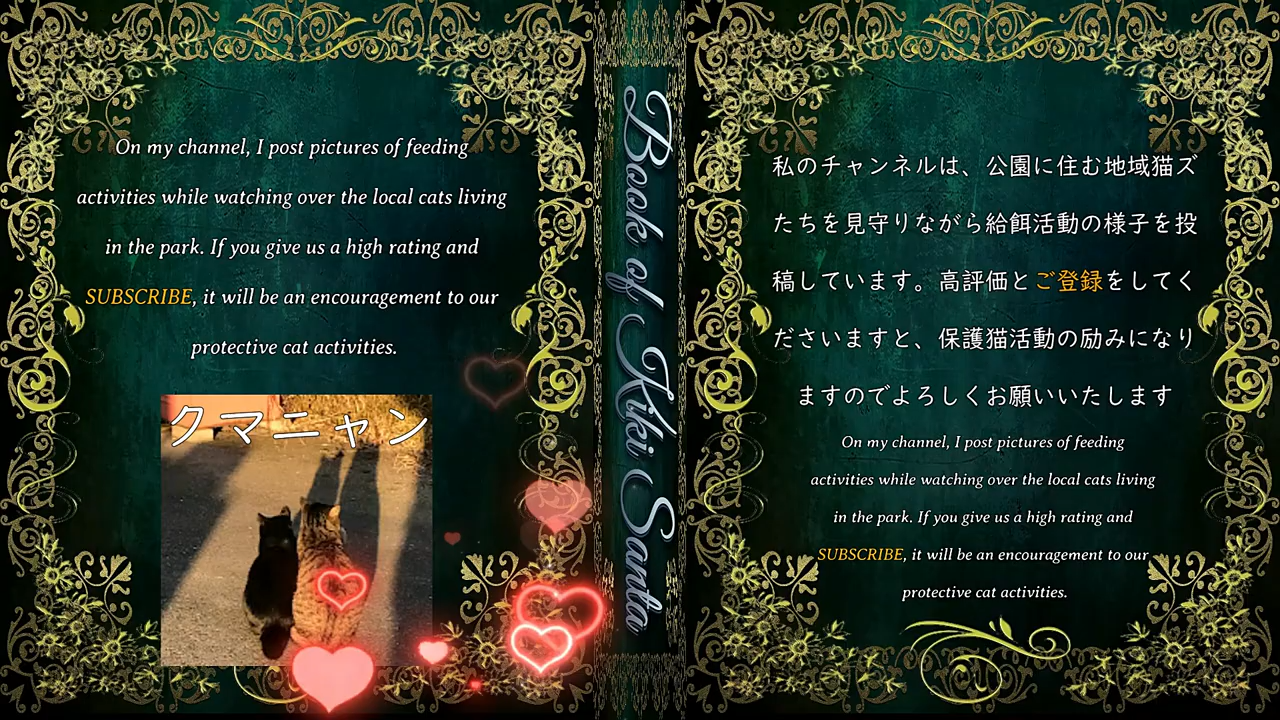 On my channel, I post pictures of feeding
activities while watching over the local cats living
in the park. If you give us a high rating and
SUBSCRIBE, it will be an encouragement to our
protective cat activities.
クマニャン
Book of Kiki Santa
私のチャンネルは、公園に住む地域猫ズ
たちを見守りながら給餌活動の様子を投
稿しています。高評価とご登録をしてく
ださいますと、保護猫活動の励みになり
ますのでよろしくお願いいたします
On my channel, I post pictures of feeding
activities while watching over the local cats living
in the park. If you give us a high rating and
SUBSCRIBE, it will be an encouragement to our
protective cat activities.